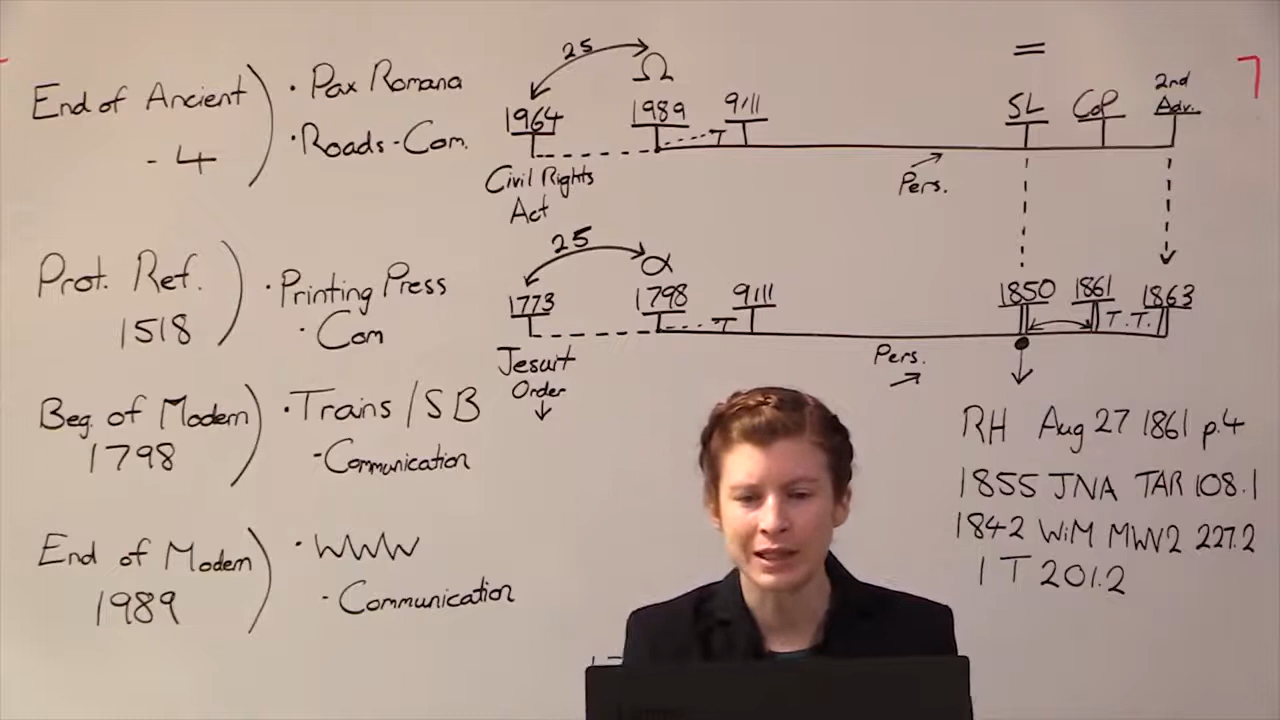 End of Ancient
- 4
• Pax Romana
• Roads - Com.
Prot. Ref.
1518
• Printing Press
• Com
Beg. of Modern
1798
• Trains / SB
- Communication
End of Modern
1989
• WWW
- Communication
25
Ω
1964
1989
9/11
Civil Rights
Act
Pers.
=
SL
CoP
2nd
Adv.
7
25
α
1773
1798
9/11
Jesuit
Order
Pers.
1850
1861
1863
T.T.
RH Aug 27 1861 p.4
1855 JNA TAR 108.1
1842 WiM MWV2 227.2
1T 201.2